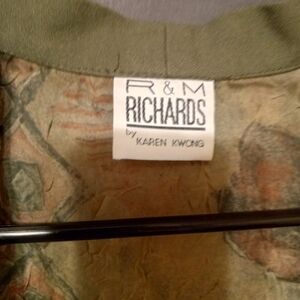 R & M
RICHARDS
by
KAREN KWONG